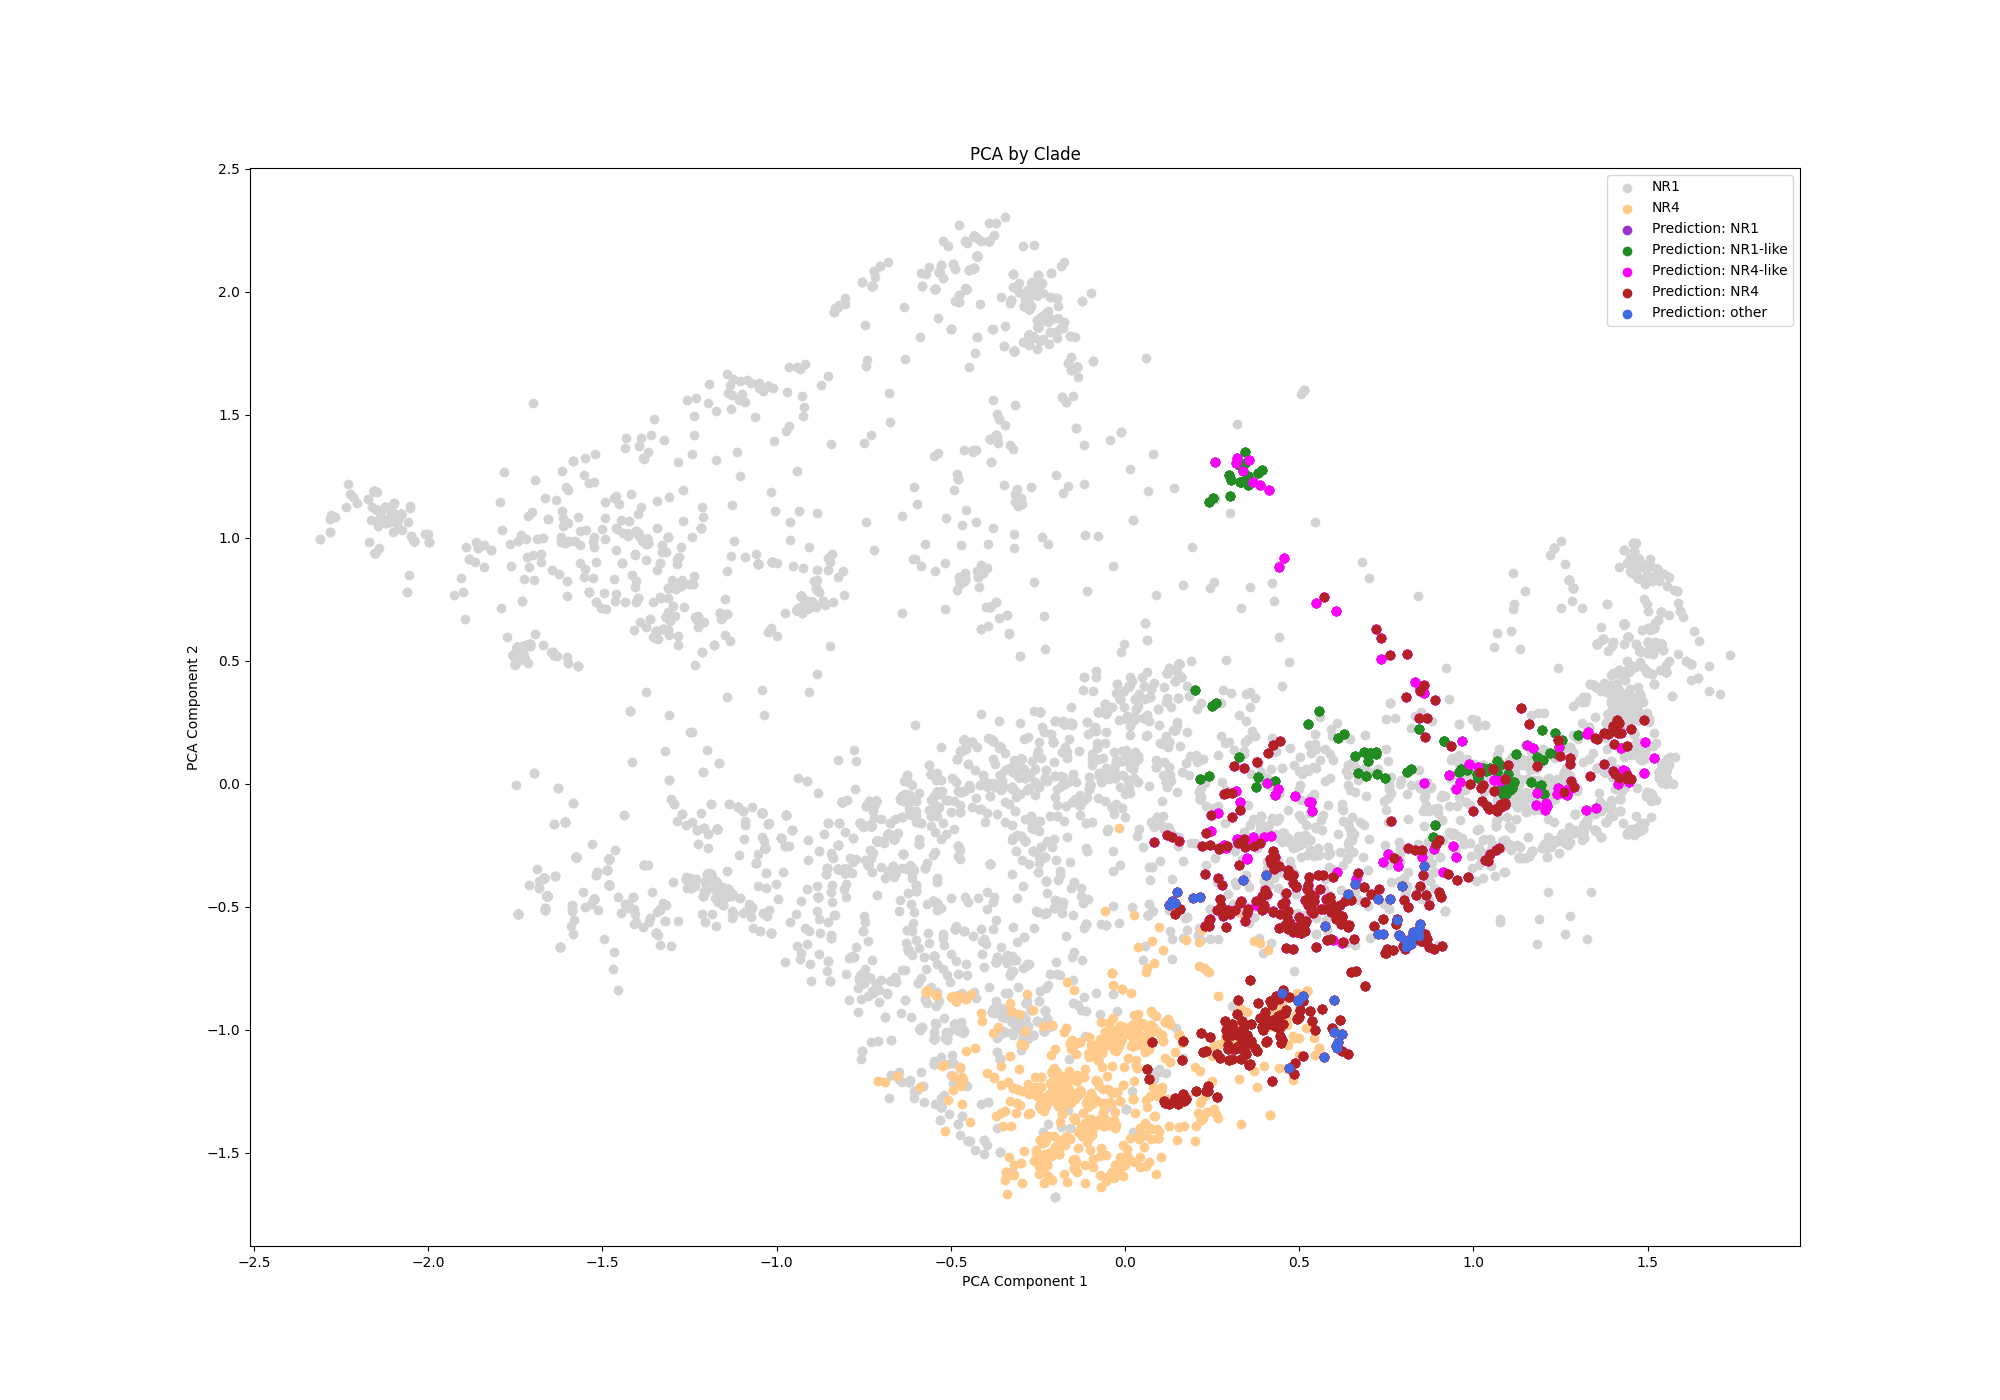 PCA by Clade
2.5
2.0
1.5
1.0
0.5
0.0
−0.5
−1.0
−1.5
PCA Component 2
NR1
NR4
Prediction: NR1
Prediction: NR1-like
Prediction: NR4-like
Prediction: NR4
Prediction: other
−2.5 −2.0 −1.5 −1.0 −0.5 0.0 0.5 1.0 1.5
PCA Component 1